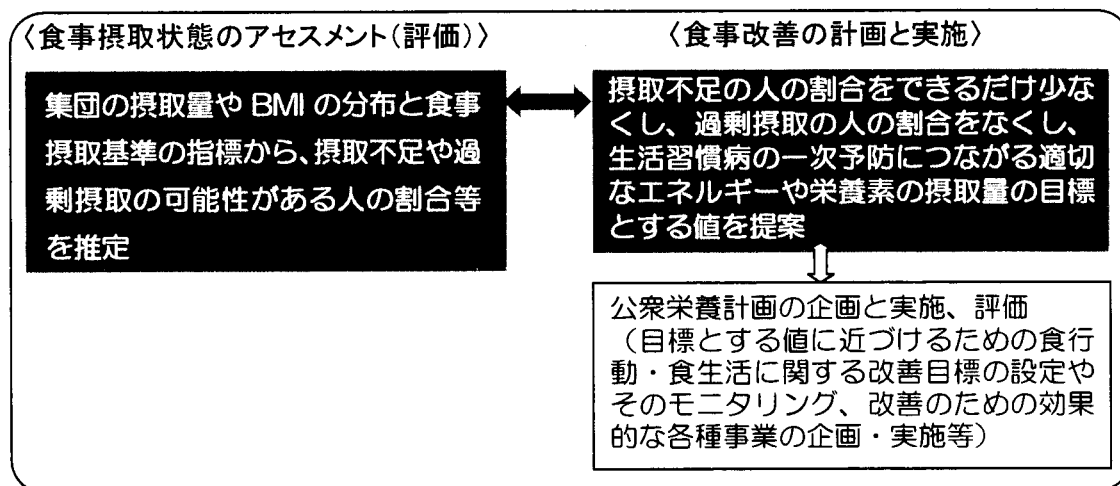 〈食事摂取状態のアセスメント（評価）〉
集団の摂取量や BMI の分布と食事
摂取基準の指標から、摂取不足や過
剰摂取の可能性がある人の割合等
を推定
〈食事改善の計画と実施〉
摂取不足の人の割合をできるだけ少な
くし、過剰摂取の人の割合をなくし、
生活習慣病の一次予防につながる適切
なエネルギーや栄養素の摂取量の目標
とする値を提案
公衆栄養計画の企画と実施、評価
（目標とする値に近づけるための食行
動・食生活に関する改善目標の設定や
そのモニタリング、改善のための効果
的な各種事業の企画・実施等）